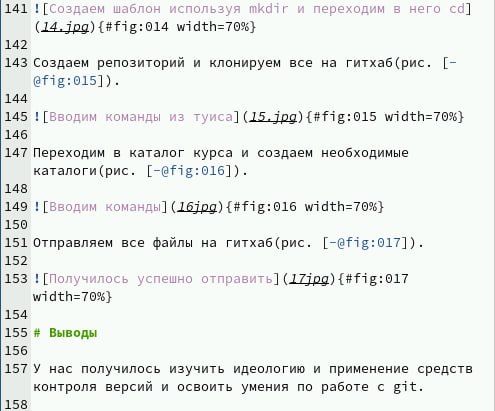 141 ![Создаем шаблон используя mkdir и переходим в него cd]
(14.jpg){#fig:014 width=70%}
142
143 Создаем репозиторий и клонируем все на гитхаб(рис. [-
@fig:015]).
144
145 ![Вводим команды из туиса](15.jpg){#fig:015 width=70%}
146
147 Переходим в каталог курса и создаем необходимые
каталоги(рис. [-@fig:016]).
148
149 ![Вводим команды](16jpg){#fig:016 width=70%}
150
151 Отправляем все файлы на гитхаб(рис. [-@fig:017]).
152
153 ![Получилось успешно отправить](17jpg){#fig:017
width=70%}
154
155 # Выводы
156
157 У нас получилось изучить идеологию и применение средств
контроля версий и освоить умения по работе с git.
158